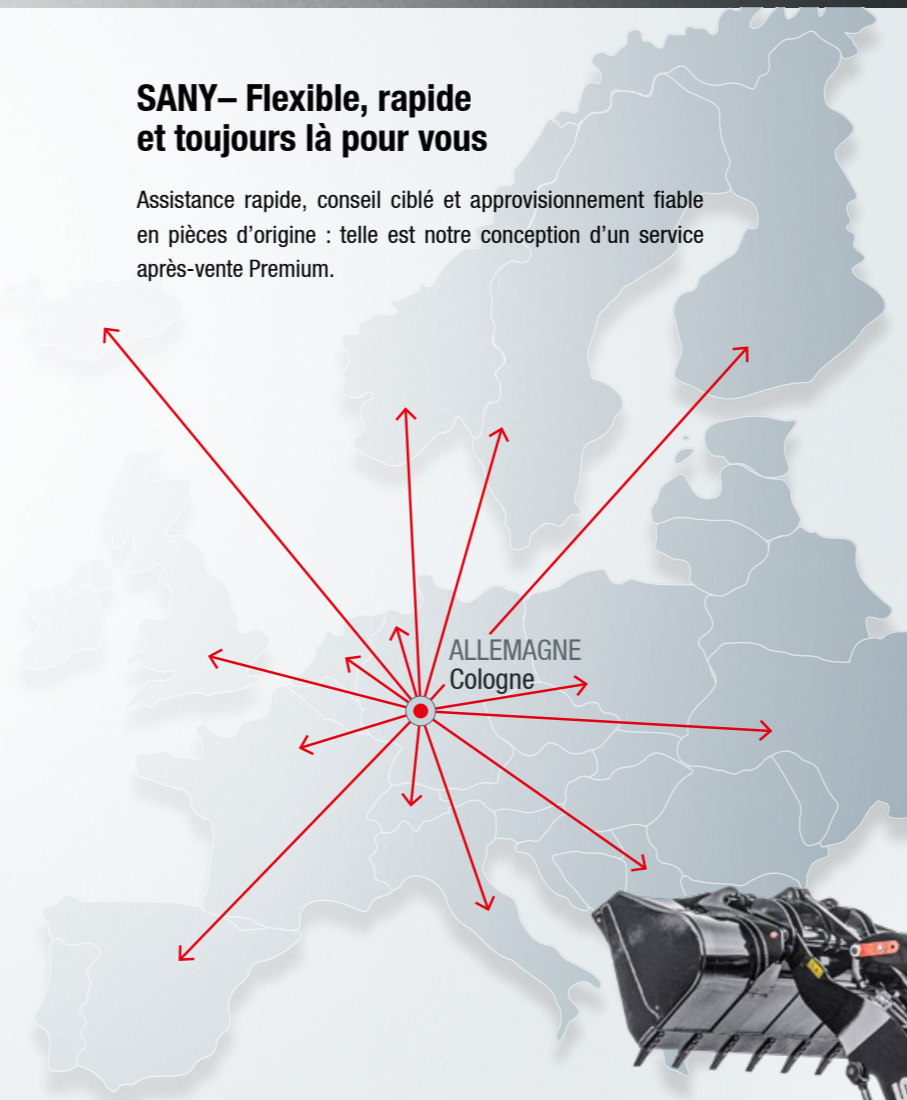 SANY– Flexible, rapide
et toujours là pour vous
Assistance rapide, conseil ciblé et approvisionnement fiable
en pièces d’origine : telle est notre conception d’un service
après-vente Premium.
ALLEMAGNE
Cologne